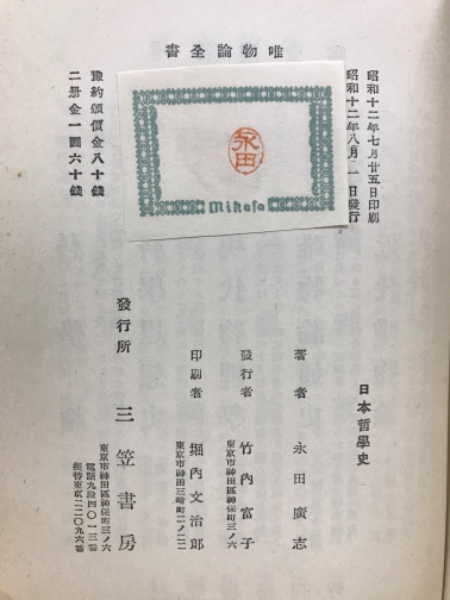 唯物論全書
昭和十二年七月廿五日印刷
昭和十二年八月一日發行
豫約頒價金八十錢
二册金一圓六十錢
永田
mikasa
日本哲學史
著者 永田廣志
發行者 竹內富子
東京市神田區神保町三ノ六
印刷者 堀內文治郎
東京市神田三崎町二ノ二二
發行所 三笠書房
東京市神田區神保町三ノ六
電話九段四〇一三番
振替東京二二〇九六番